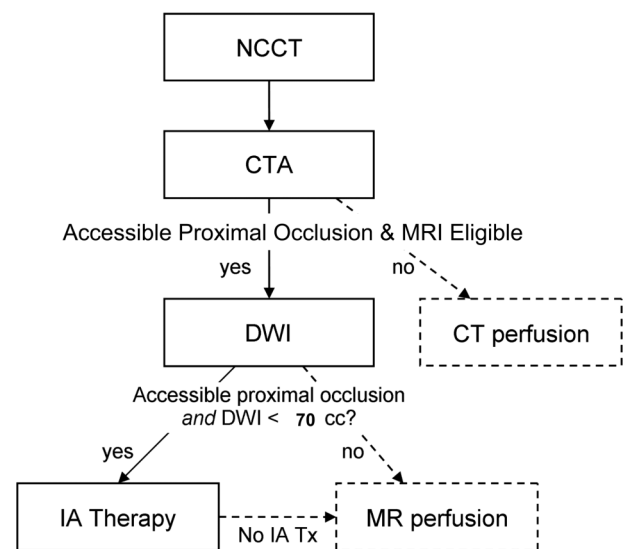 NCCT
CTA
Accessible Proximal Occlusion & MRI Eligible
yes
no
DWI
CT perfusion
Accessible proximal occlusion
and DWI < 70 cc?
yes
no
IA Therapy
No IA Tx
MR perfusion